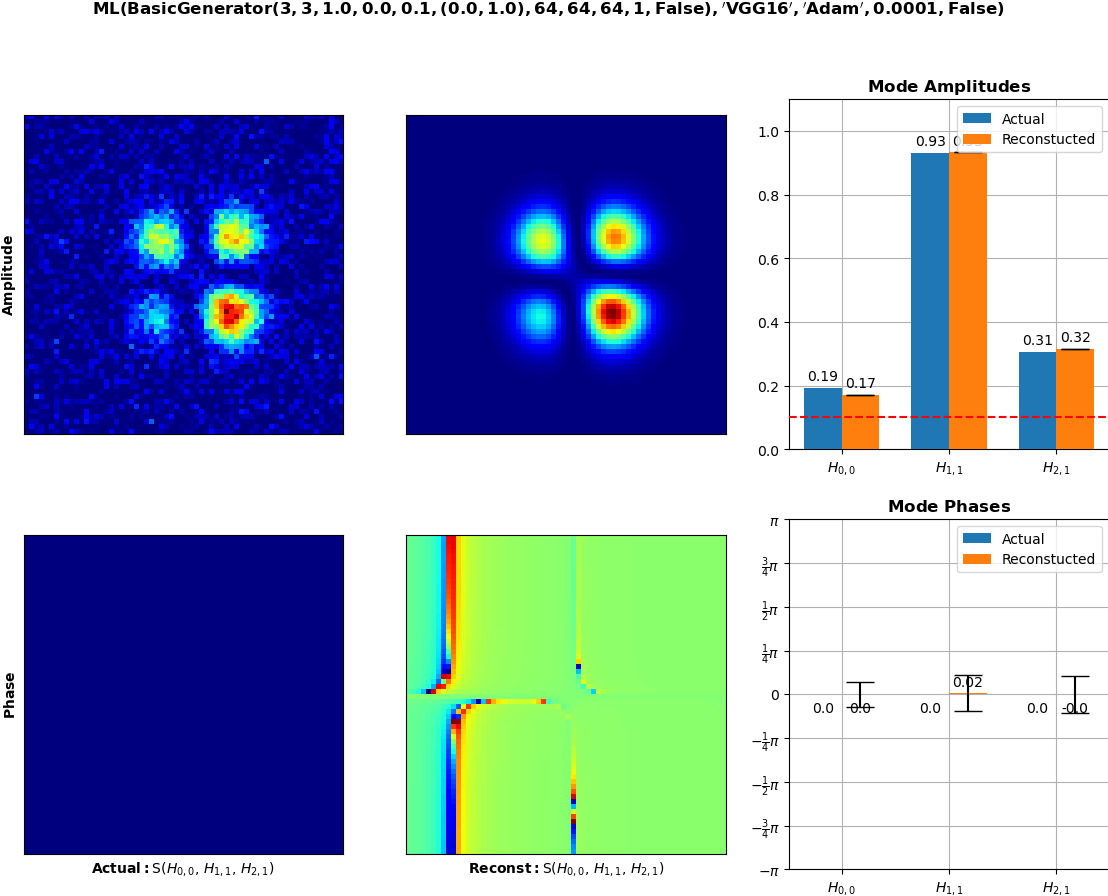 ML(BasicGenerator(3, 3, 1.0, 0.0, 0.1, (0.0, 1.0), 64, 64, 64, 1, False), 'VGG16', 'Adam', 0.0001, False)
Amplitude
Mode Amplitudes
Actual
Reconstucted
1.0
0.8
0.6
0.4
0.2
0.0
0.19
0.17
0.93
0.31
0.32
H0,0
H1,1
H2,1
Phase
Actual: S(H0,0, H1,1, H2,1)
Reconst: S(H0,0, H1,1, H2,1)
Mode Phases
Actual
Reconstucted
π
3/4π
1/2π
1/4π
0
−1/4π
−1/2π
−3/4π
−π
0.0
0.0
0.02
0.0
-0.0
H0,0
H1,1
H2,1